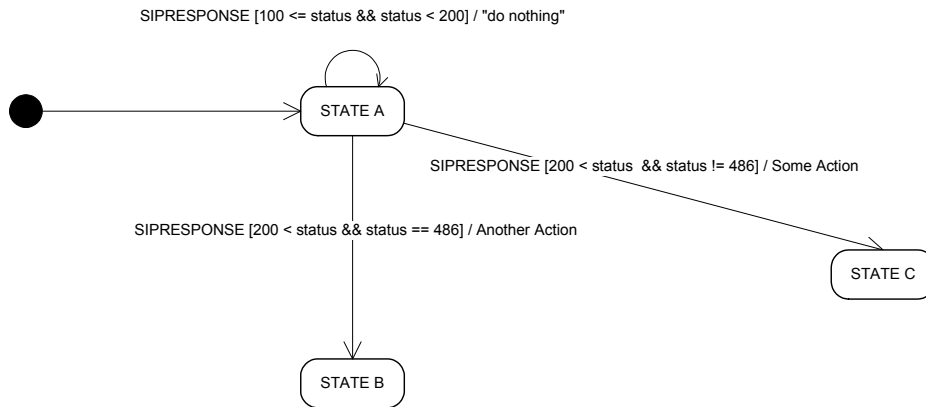 SIPRESPONSE [100 <= status && status < 200] / "do nothing"
STATE A
SIPRESPONSE [200 < status  && status != 486] / Some Action
SIPRESPONSE [200 < status && status == 486] / Another Action
STATE C
STATE B